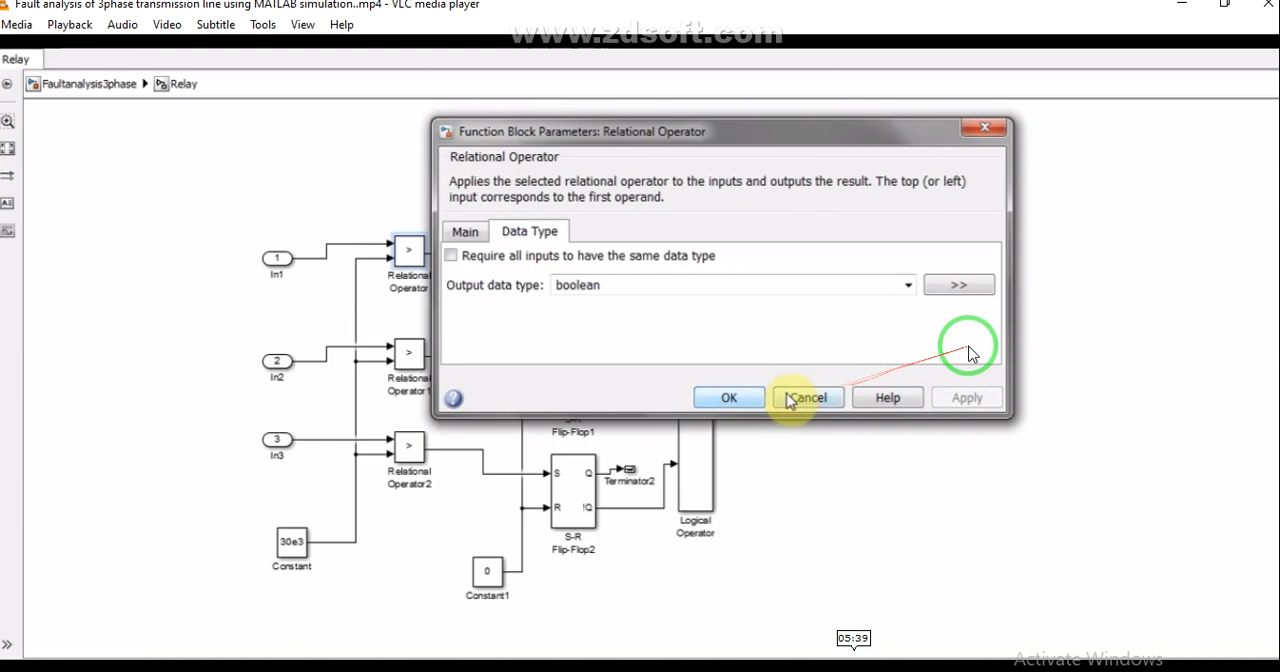 Fault analysis of 3phase transmission line using MATLAB simulation..mp4 - VLC media player
Media Playback Audio Video Subtitle Tools View Help
www.zdsoft.com
Relay
Faultanalysis3phase Relay
Function Block Parameters: Relational Operator
Relational Operator
Applies the selected relational operator to the inputs and outputs the result. The top (or left)
input corresponds to the first operand.
Main Data Type
Require all inputs to have the same data type
Output data type: boolean >>
OK Cancel Help Apply
1
In1
>
Relational
Operator
2
In2
>
Relational
Operator1
3
In3
>
Relational
Operator2
30e3
Constant
0
Constant1
Flip-Flop1
S Q
R !Q
S-R
Flip-Flop2
Terminator2
Logical
Operator
05:39
Activate Windows